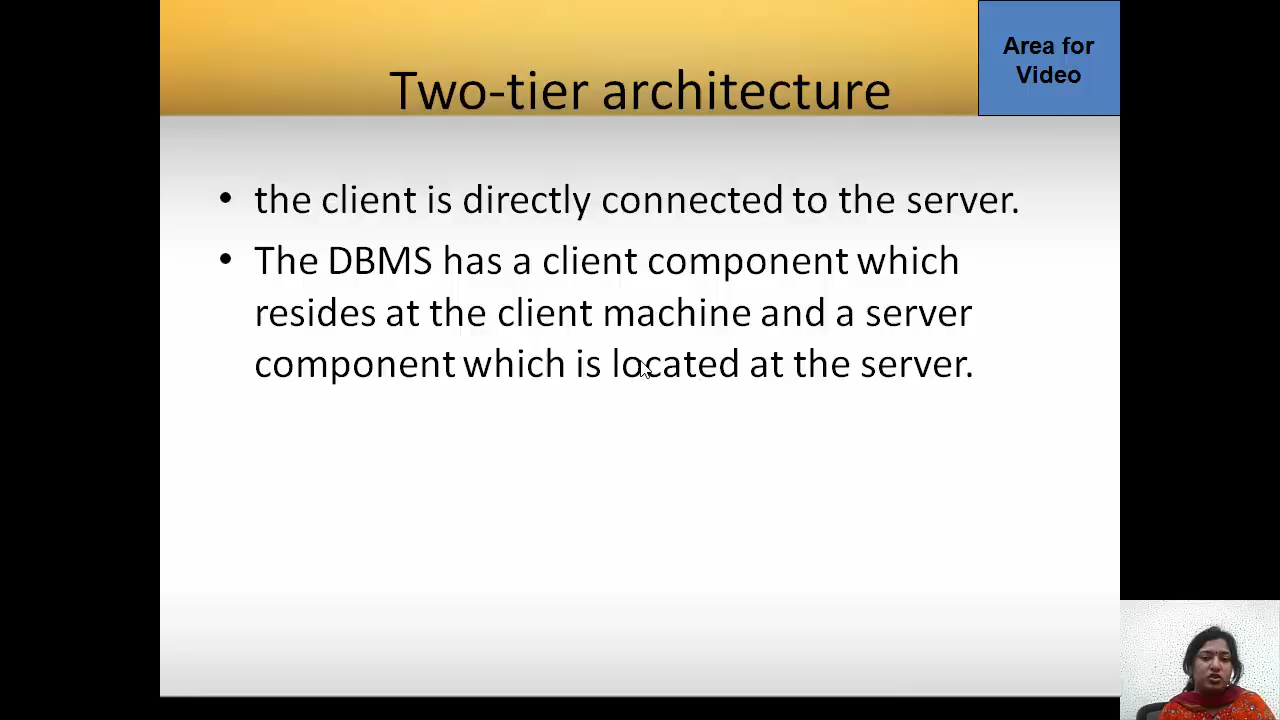 Area for
Video
Two-tier architecture
• the client is directly connected to the server.
• The DBMS has a client component which
resides at the client machine and a server
component which is located at the server.